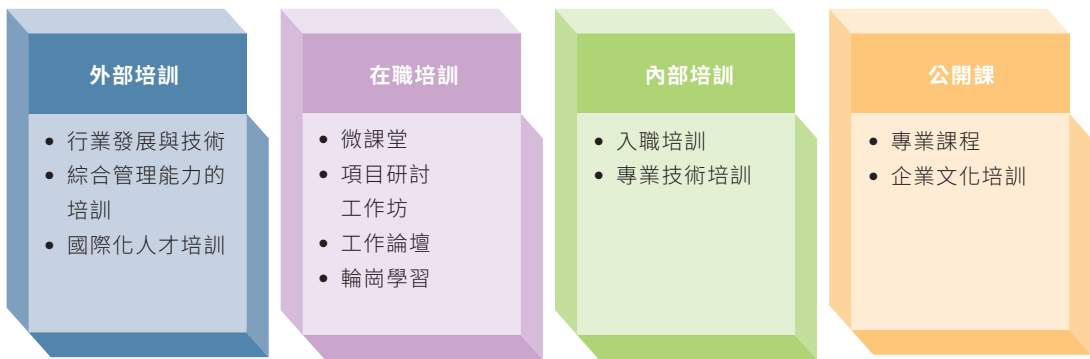 外部培訓
• 行業發展與技術
• 綜合管理能力的
培訓
• 國際化人才培訓
在職培訓
• 微課堂
• 項目研討
工作坊
• 工作論壇
• 輪崗學習
內部培訓
• 入職培訓
• 專業技術培訓
公開課
• 專業課程
• 企業文化培訓